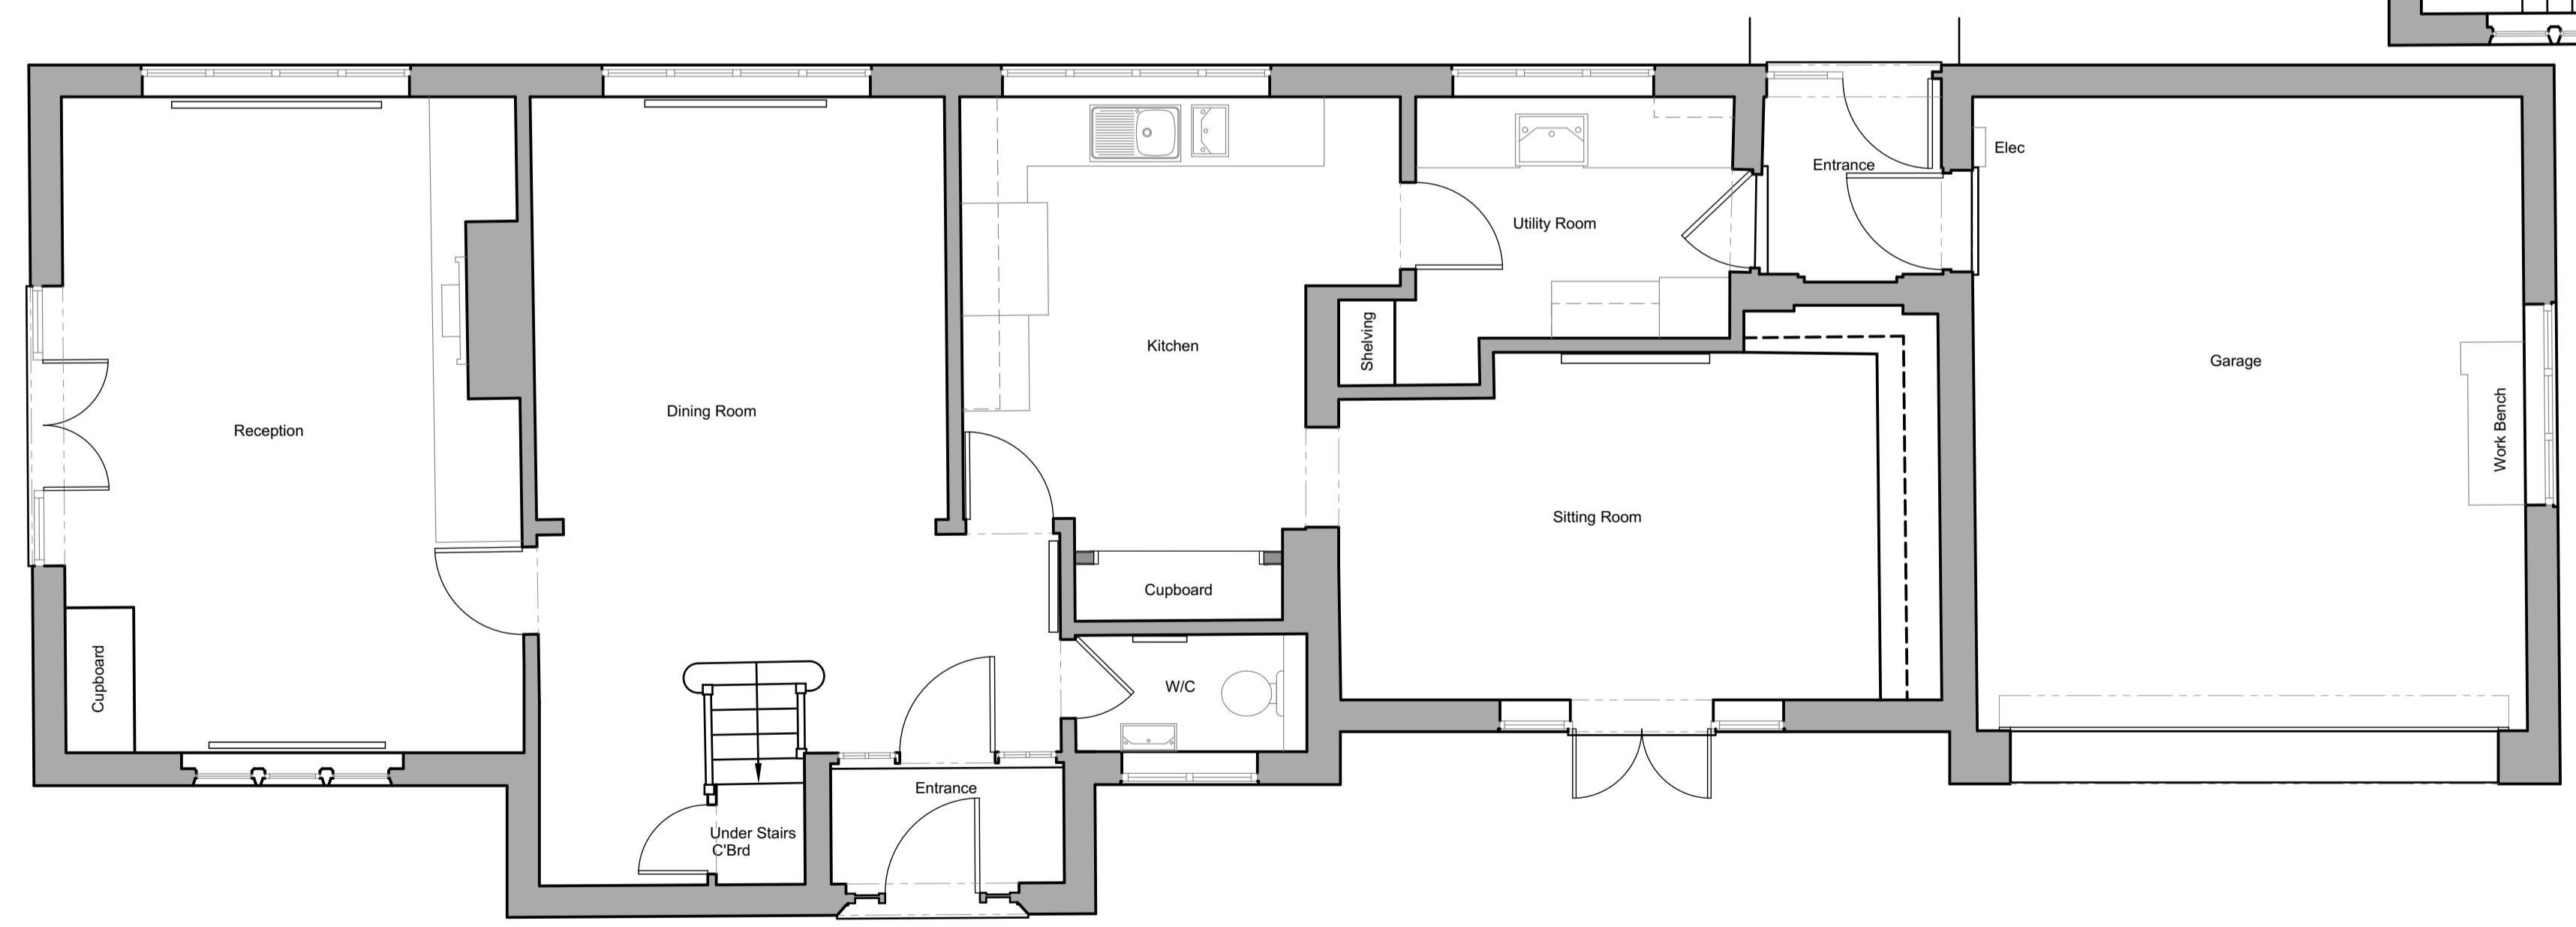 Elec
Entrance
Utility Room
Shelving
Kitchen
Garage
Dining Room
Reception
Work Bench
Sitting Room
Cupboard
Cupboard
W/C
Entrance
Under Stairs
C'Brd